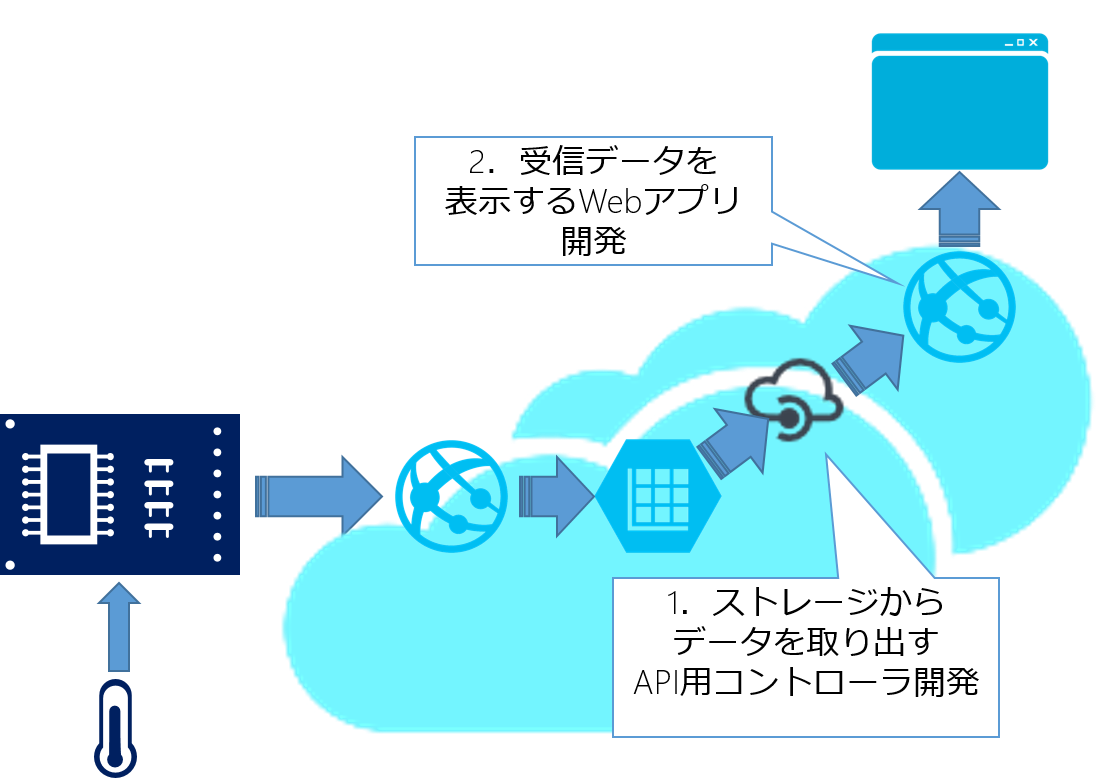 2．受信データを
表示するWebアプリ
開発
1．ストレージから
データを取り出す
API用コントローラ開発